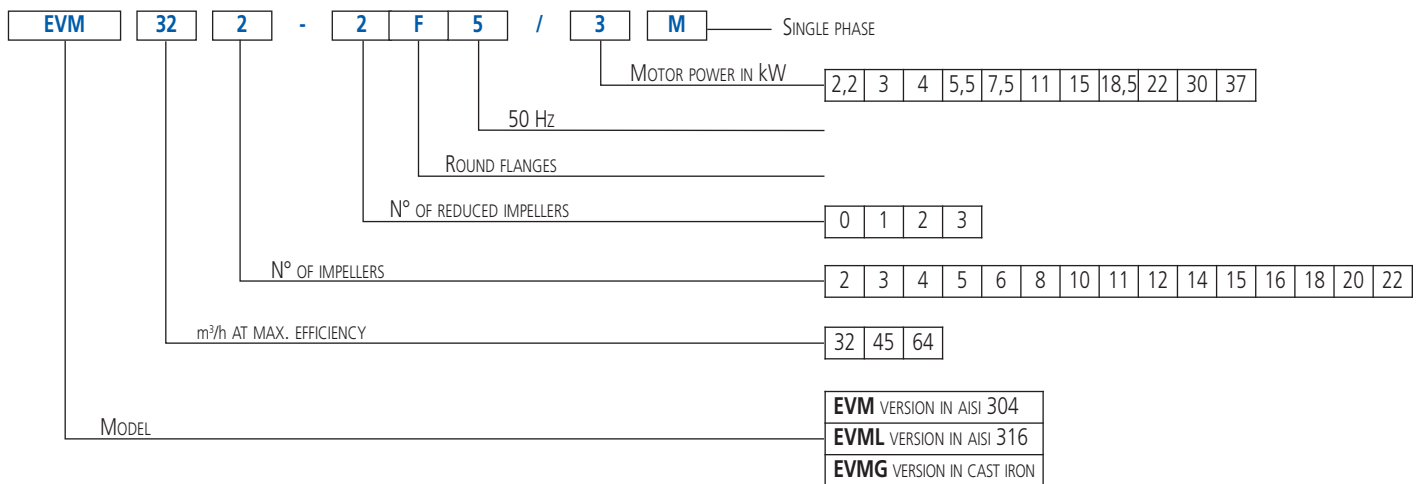 EVM 32 2 - 2 F 5 / 3 M SINGLE PHASE
MOTOR POWER IN kW 2,2 3 4 5,5 7,5 11 15 18,5 22 30 37
50 HZ
ROUND FLANGES
N° OF REDUCED IMPELLERS 0 1 2 3
N° OF IMPELLERS 2 3 4 5 6 8 10 11 12 14 15 16 18 20 22
m³/h AT MAX. EFFICIENCY 32 45 64
EVM VERSION IN AISI 304
MODEL EVML VERSION IN AISI 316
EVMG VERSION IN CAST IRON